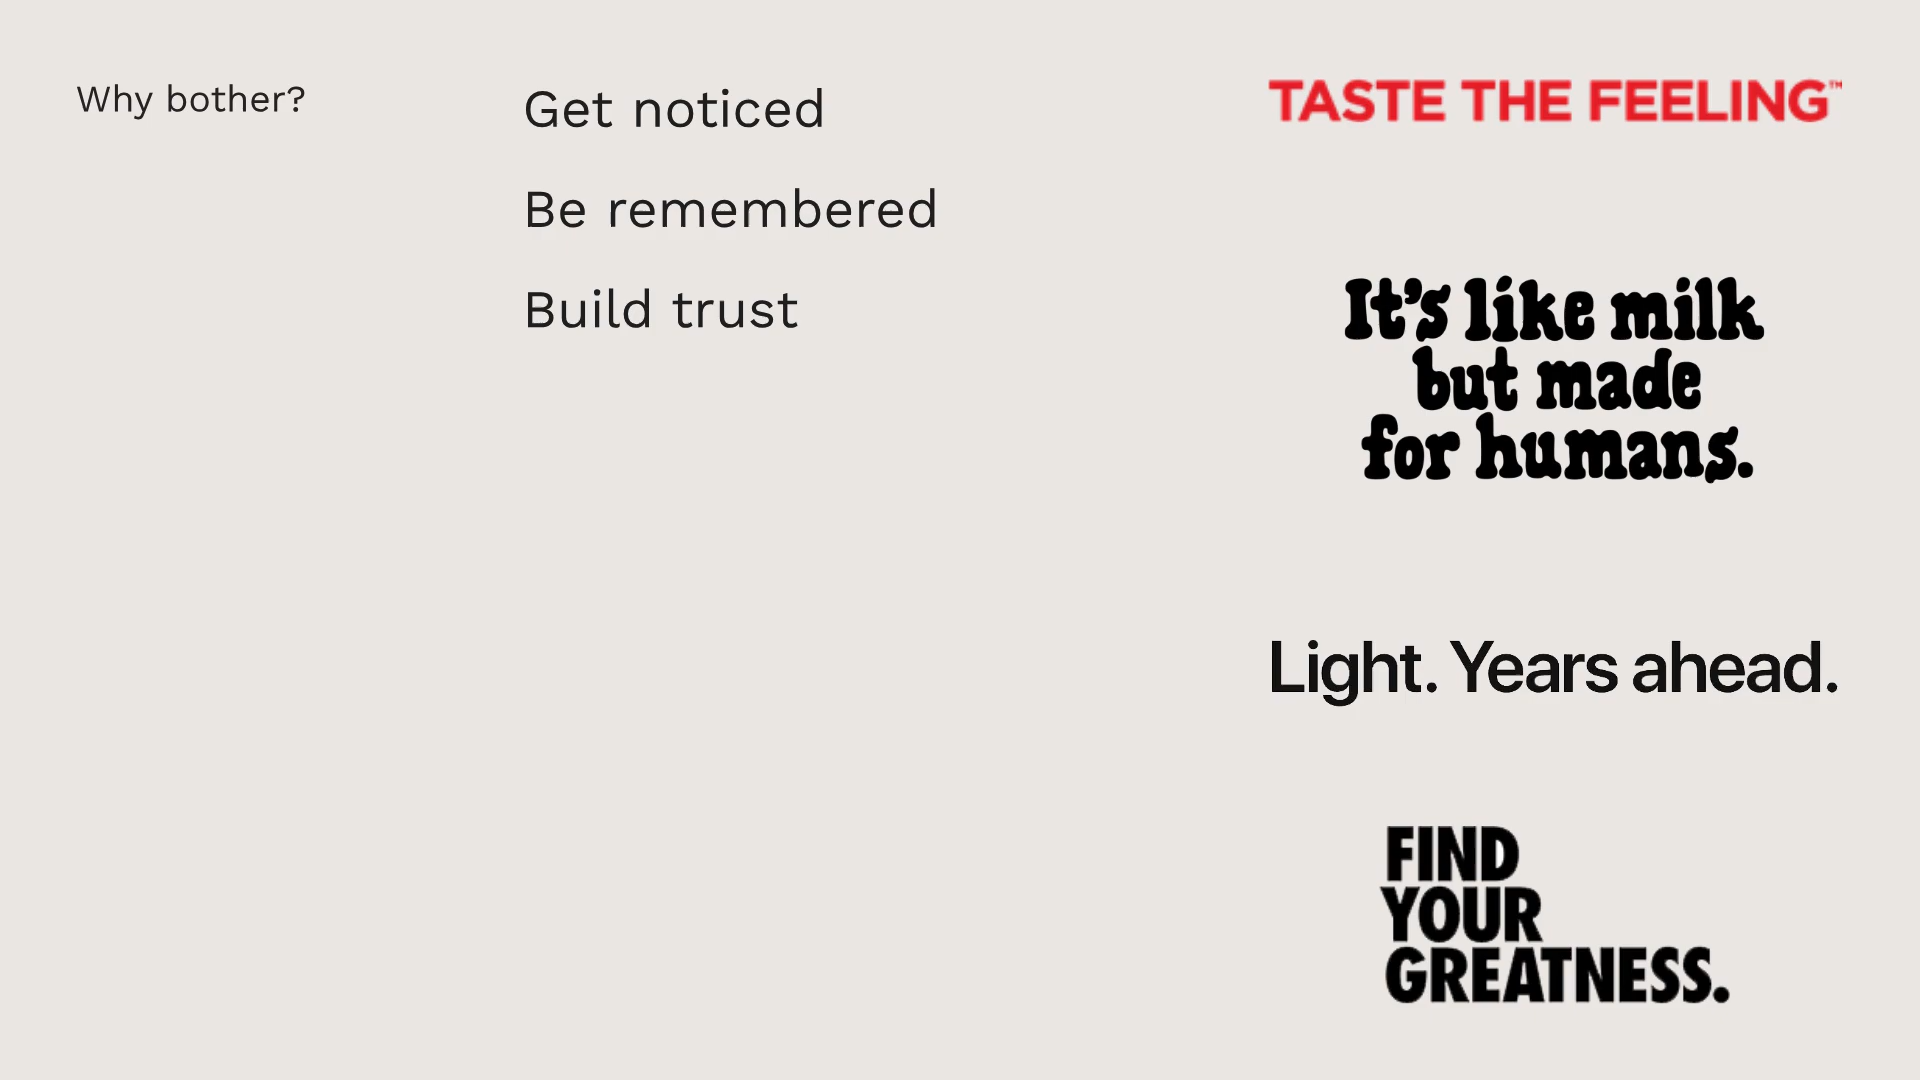 Why bother?
Get noticed
Be remembered
Build trust
TASTE THE FEELING™
It's like milk
but made
for humans.
Light. Years ahead.
FIND
YOUR
GREATNESS.